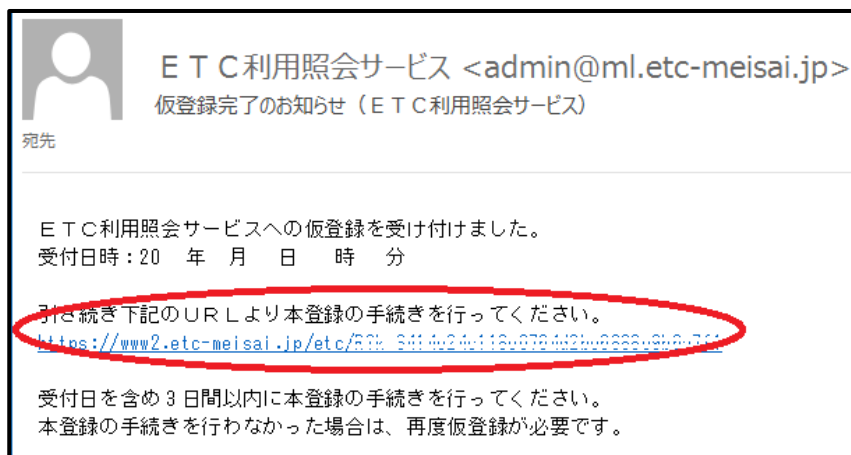 ＥＴＣ利用照会サービス <admin@ml.etc-meisai.jp>
仮登録完了のお知らせ（ＥＴＣ利用照会サービス）
宛先
ＥＴＣ利用照会サービスへの仮登録を受け付けました。
受付日時：20　年　月　日　時　分
引き続き下記のＵＲＬより本登録の手続きを行ってください。
https://www2.etc-meisai.jp/etc/
受付日を含め３日間以内に本登録の手続きを行ってください。
本登録の手続きを行わなかった場合は、再度仮登録が必要です。